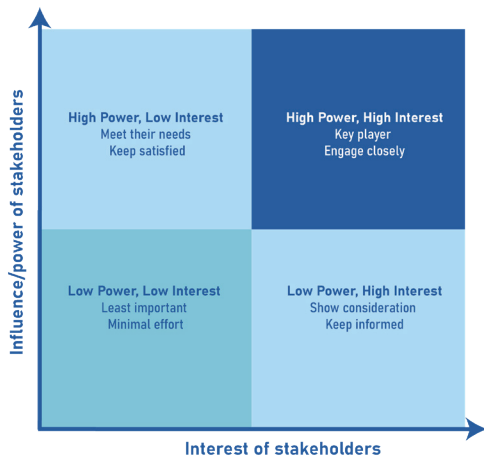 Influence/power of stakeholders
High Power, Low Interest
Meet their needs
Keep satisfied
High Power, High Interest
Key player
Engage closely
Low Power, Low Interest
Least important
Minimal effort
Low Power, High Interest
Show consideration
Keep informed
Interest of stakeholders